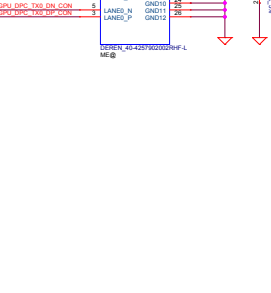 GND10
GPU_DPC_TX0_DN_CON 5 LANE0_N GND11 25
GPU_DPC_TX0_DP_CON 3 LANE0_P GND12 26
DEREN_40-4257902002RHF-L
ME@